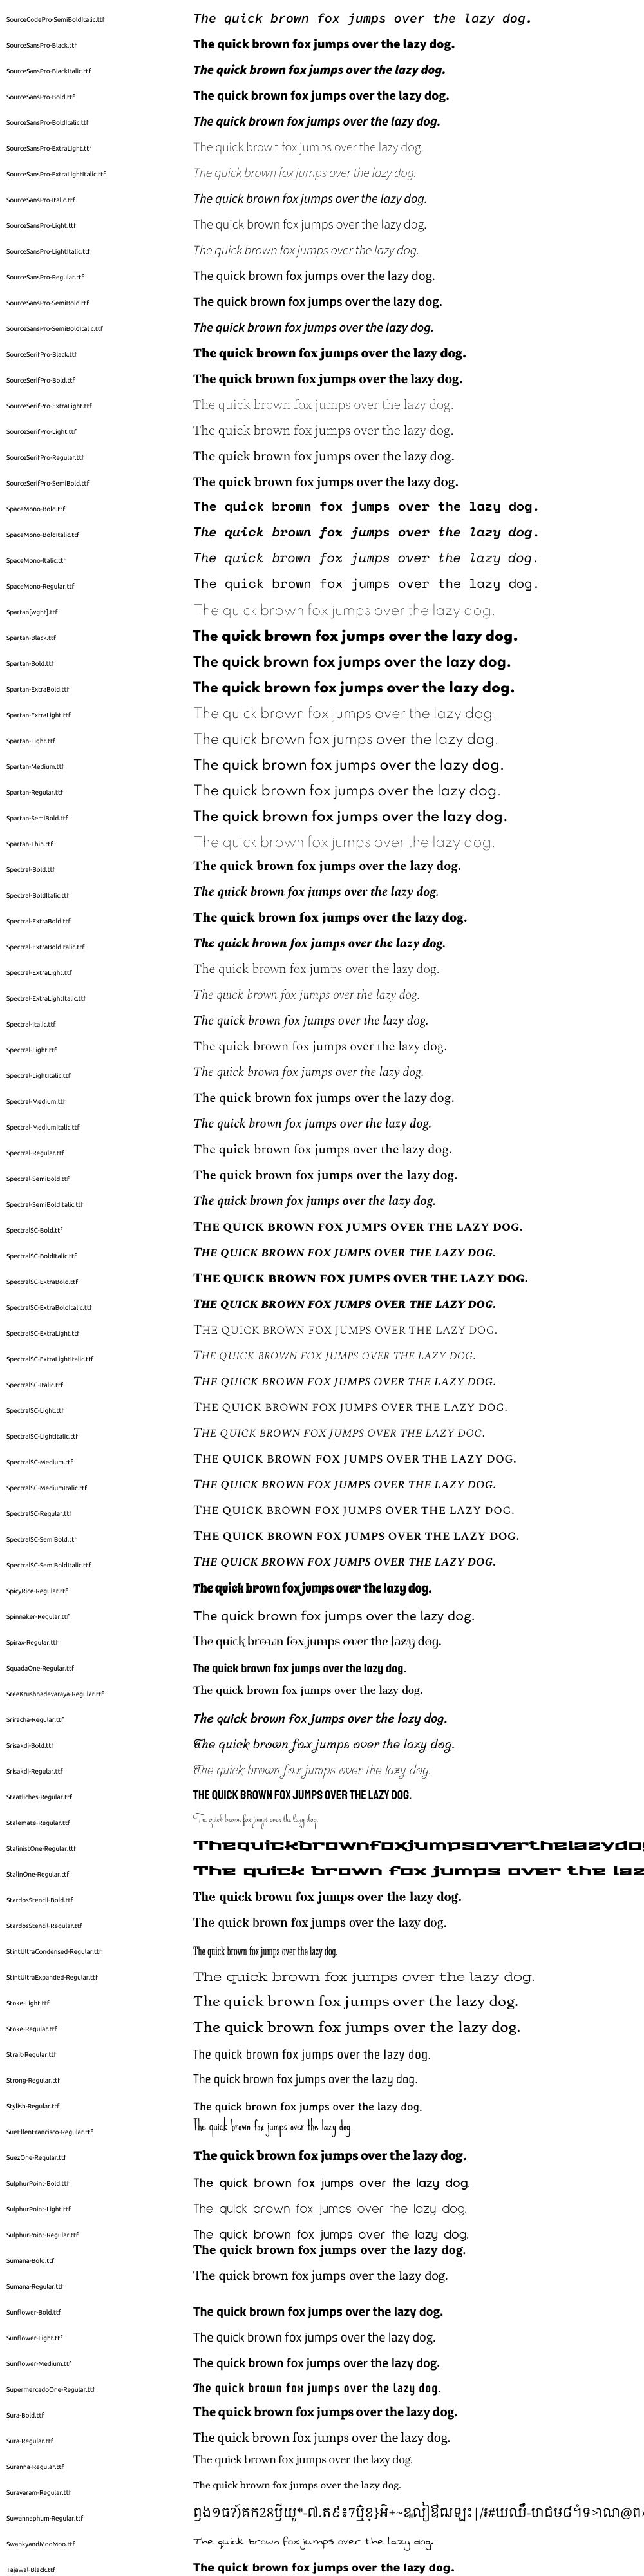 SourceCodePro-SemiBoldItalic.ttf The quick brown fox jumps over the lazy dog.
SourceSansPro-Black.ttf The quick brown fox jumps over the lazy dog.
SourceSansPro-BlackItalic.ttf The quick brown fox jumps over the lazy dog.
SourceSansPro-Bold.ttf The quick brown fox jumps over the lazy dog.
SourceSansPro-BoldItalic.ttf The quick brown fox jumps over the lazy dog.
SourceSansPro-ExtraLight.ttf The quick brown fox jumps over the lazy dog.
SourceSansPro-ExtraLightItalic.ttf The quick brown fox jumps over the lazy dog.
SourceSansPro-Italic.ttf The quick brown fox jumps over the lazy dog.
SourceSansPro-Light.ttf The quick brown fox jumps over the lazy dog.
SourceSansPro-LightItalic.ttf The quick brown fox jumps over the lazy dog.
SourceSansPro-Regular.ttf The quick brown fox jumps over the lazy dog.
SourceSansPro-SemiBold.ttf The quick brown fox jumps over the lazy dog.
SourceSansPro-SemiBoldItalic.ttf The quick brown fox jumps over the lazy dog.
SourceSerifPro-Black.ttf The quick brown fox jumps over the lazy dog.
SourceSerifPro-Bold.ttf The quick brown fox jumps over the lazy dog.
SourceSerifPro-ExtraLight.ttf The quick brown fox jumps over the lazy dog.
SourceSerifPro-Light.ttf The quick brown fox jumps over the lazy dog.
SourceSerifPro-Regular.ttf The quick brown fox jumps over the lazy dog.
SourceSerifPro-SemiBold.ttf The quick brown fox jumps over the lazy dog.
SpaceMono-Bold.ttf The quick brown fox jumps over the lazy dog.
SpaceMono-BoldItalic.ttf The quick brown fox jumps over the lazy dog.
SpaceMono-Italic.ttf The quick brown fox jumps over the lazy dog.
SpaceMono-Regular.ttf The quick brown fox jumps over the lazy dog.
Spartan[wght].ttf The quick brown fox jumps over the lazy dog.
Spartan-Black.ttf The quick brown fox jumps over the lazy dog.
Spartan-Bold.ttf The quick brown fox jumps over the lazy dog.
Spartan-ExtraBold.ttf The quick brown fox jumps over the lazy dog.
Spartan-ExtraLight.ttf The quick brown fox jumps over the lazy dog.
Spartan-Light.ttf The quick brown fox jumps over the lazy dog.
Spartan-Medium.ttf The quick brown fox jumps over the lazy dog.
Spartan-Regular.ttf The quick brown fox jumps over the lazy dog.
Spartan-SemiBold.ttf The quick brown fox jumps over the lazy dog.
Spartan-Thin.ttf The quick brown fox jumps over the lazy dog.
Spectral-Bold.ttf The quick brown fox jumps over the lazy dog.
Spectral-BoldItalic.ttf The quick brown fox jumps over the lazy dog.
Spectral-ExtraBold.ttf The quick brown fox jumps over the lazy dog.
Spectral-ExtraBoldItalic.ttf The quick brown fox jumps over the lazy dog.
Spectral-ExtraLight.ttf The quick brown fox jumps over the lazy dog.
Spectral-ExtraLightItalic.ttf The quick brown fox jumps over the lazy dog.
Spectral-Italic.ttf The quick brown fox jumps over the lazy dog.
Spectral-Light.ttf The quick brown fox jumps over the lazy dog.
Spectral-LightItalic.ttf The quick brown fox jumps over the lazy dog.
Spectral-Medium.ttf The quick brown fox jumps over the lazy dog.
Spectral-MediumItalic.ttf The quick brown fox jumps over the lazy dog.
Spectral-Regular.ttf The quick brown fox jumps over the lazy dog.
Spectral-SemiBold.ttf The quick brown fox jumps over the lazy dog.
Spectral-SemiBoldItalic.ttf The quick brown fox jumps over the lazy dog.
SpectralSC-Bold.ttf THE QUICK BROWN FOX JUMPS OVER THE LAZY DOG.
SpectralSC-BoldItalic.ttf THE QUICK BROWN FOX JUMPS OVER THE LAZY DOG.
SpectralSC-ExtraBold.ttf THE QUICK BROWN FOX JUMPS OVER THE LAZY DOG.
SpectralSC-ExtraBoldItalic.ttf THE QUICK BROWN FOX JUMPS OVER THE LAZY DOG.
SpectralSC-ExtraLight.ttf THE QUICK BROWN FOX JUMPS OVER THE LAZY DOG.
SpectralSC-ExtraLightItalic.ttf THE QUICK BROWN FOX JUMPS OVER THE LAZY DOG.
SpectralSC-Italic.ttf THE QUICK BROWN FOX JUMPS OVER THE LAZY DOG.
SpectralSC-Light.ttf THE QUICK BROWN FOX JUMPS OVER THE LAZY DOG.
SpectralSC-LightItalic.ttf THE QUICK BROWN FOX JUMPS OVER THE LAZY DOG.
SpectralSC-Medium.ttf THE QUICK BROWN FOX JUMPS OVER THE LAZY DOG.
SpectralSC-MediumItalic.ttf THE QUICK BROWN FOX JUMPS OVER THE LAZY DOG.
SpectralSC-Regular.ttf THE QUICK BROWN FOX JUMPS OVER THE LAZY DOG.
SpectralSC-SemiBold.ttf THE QUICK BROWN FOX JUMPS OVER THE LAZY DOG.
SpectralSC-SemiBoldItalic.ttf THE QUICK BROWN FOX JUMPS OVER THE LAZY DOG.
SpicyRice-Regular.ttf The quick brown fox jumps over the lazy dog.
Spinnaker-Regular.ttf The quick brown fox jumps over the lazy dog.
Spirax-Regular.ttf The quick brown fox jumps over the lazy dog.
SquadaOne-Regular.ttf The quick brown fox jumps over the lazy dog.
SreeKrushnadevaraya-Regular.ttf The quick brown fox jumps over the lazy dog.
Sriracha-Regular.ttf The quick brown fox jumps over the lazy dog.
Srisakdi-Bold.ttf The quick brown fox jumps over the lazy dog.
Srisakdi-Regular.ttf The quick brown fox jumps over the lazy dog.
Staatliches-Regular.ttf THE QUICK BROWN FOX JUMPS OVER THE LAZY DOG.
Stalemate-Regular.ttf The quick brown fox jumps over the lazy dog.
StalinistOne-Regular.ttf Thequickbrownfoxjumpsoverthelazydo
StalinOne-Regular.ttf The quick brown fox jumps over the laz
StardosStencil-Bold.ttf The quick brown fox jumps over the lazy dog.
StardosStencil-Regular.ttf The quick brown fox jumps over the lazy dog.
StintUltraCondensed-Regular.ttf The quick brown fox jumps over the lazy dog.
StintUltraExpanded-Regular.ttf The quick brown fox jumps over the lazy dog.
Stoke-Light.ttf The quick brown fox jumps over the lazy dog.
Stoke-Regular.ttf The quick brown fox jumps over the lazy dog.
Strait-Regular.ttf The quick brown fox jumps over the lazy dog.
Strong-Regular.ttf The quick brown fox jumps over the lazy dog.
Stylish-Regular.ttf The quick brown fox jumps over the lazy dog.
SueEllenFrancisco-Regular.ttf The quick brown fox jumps over the lazy dog.
SuezOne-Regular.ttf The quick brown fox jumps over the lazy dog.
SulphurPoint-Bold.ttf The quick brown fox jumps over the lazy dog.
SulphurPoint-Light.ttf The quick brown fox jumps over the lazy dog.
SulphurPoint-Regular.ttf The quick brown fox jumps over the lazy dog.
Sumana-Bold.ttf The quick brown fox jumps over the lazy dog.
Sumana-Regular.ttf The quick brown fox jumps over the lazy dog.
Sunflower-Bold.ttf The quick brown fox jumps over the lazy dog.
Sunflower-Light.ttf The quick brown fox jumps over the lazy dog.
Sunflower-Medium.ttf The quick brown fox jumps over the lazy dog.
SupermercadoOne-Regular.ttf The quick brown fox jumps over the lazy dog.
Sura-Bold.ttf The quick brown fox jumps over the lazy dog.
Sura-Regular.ttf The quick brown fox jumps over the lazy dog.
Suranna-Regular.ttf The quick brown fox jumps over the lazy dog.
Suravaram-Regular.ttf The quick brown fox jumps over the lazy dog.
Suwannaphum-Regular.ttf
SwankyandMooMoo.ttf The quick brown fox jumps over the lazy dog.
Tajawal-Black.ttf The quick brown fox jumps over the lazy dog.